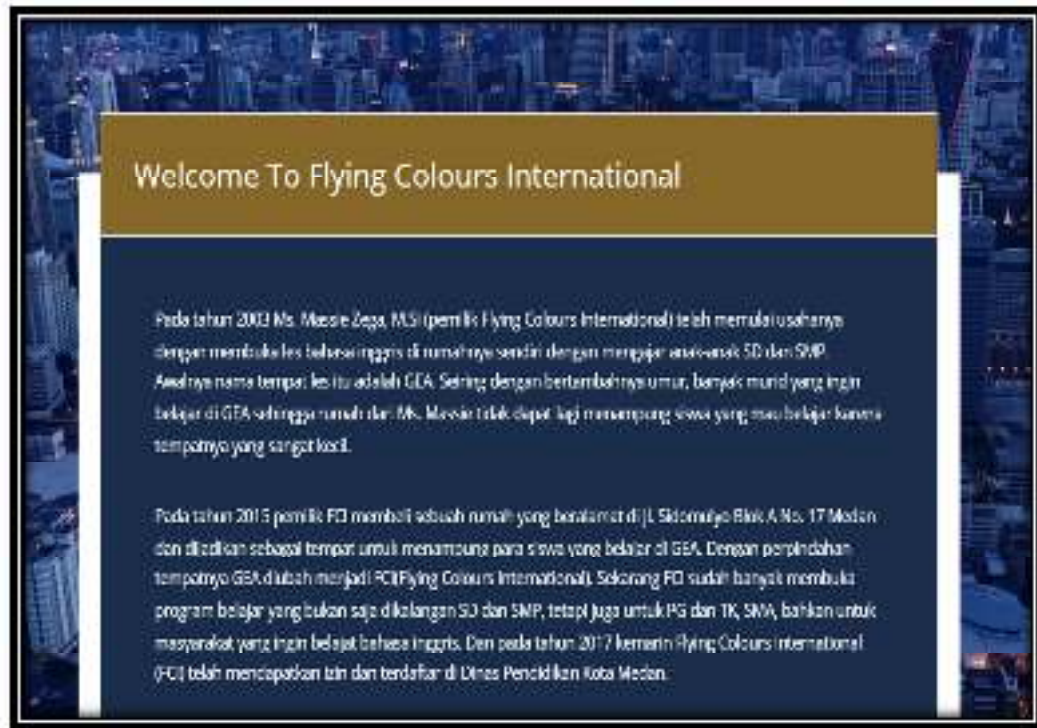 Welcome To Flying Colours International
Pada tahun 2003 Ms. Massie Zega, M.Si (pemilik Flying Colours International) telah memulai usahanya
dengan membuka les bahasa inggris di rumahnya sendiri dengan mengajar anak-anak SD dan SMP.
Awalnya nama tempat les itu adalah GEA. Seiring dengan bertambahnya umur, banyak murid yang ingin
belajar di GEA sehingga rumah dari Ms. Massie tidak dapat lagi menampung siswa yang mau belajar karena
tempatnya yang sangat kecil.
Pada tahun 2015 pemilik FCI membeli sebuah rumah yang beralamat di Jl. Sidomulyo Blok A No. 17 Medan
dan dijadikan sebagai tempat untuk menampung para siswa yang belajar di GEA. Dengan perpindahan
tempatnya GEA diubah menjadi FCI(Flying Colours International). Sekarang FCI sudah banyak membuka
program belajar yang bukan saja dikalangan SD dan SMP, tetapi juga untuk PG dan TK, SMA, bahkan untuk
masyarakat yang ingin belajat bahasa inggris. Dan pada tahun 2017 kemarin Flying Colours International
(FCI) telah mendapatkan izin dan terdaftar di Dinas Pendidikan Kota Medan.